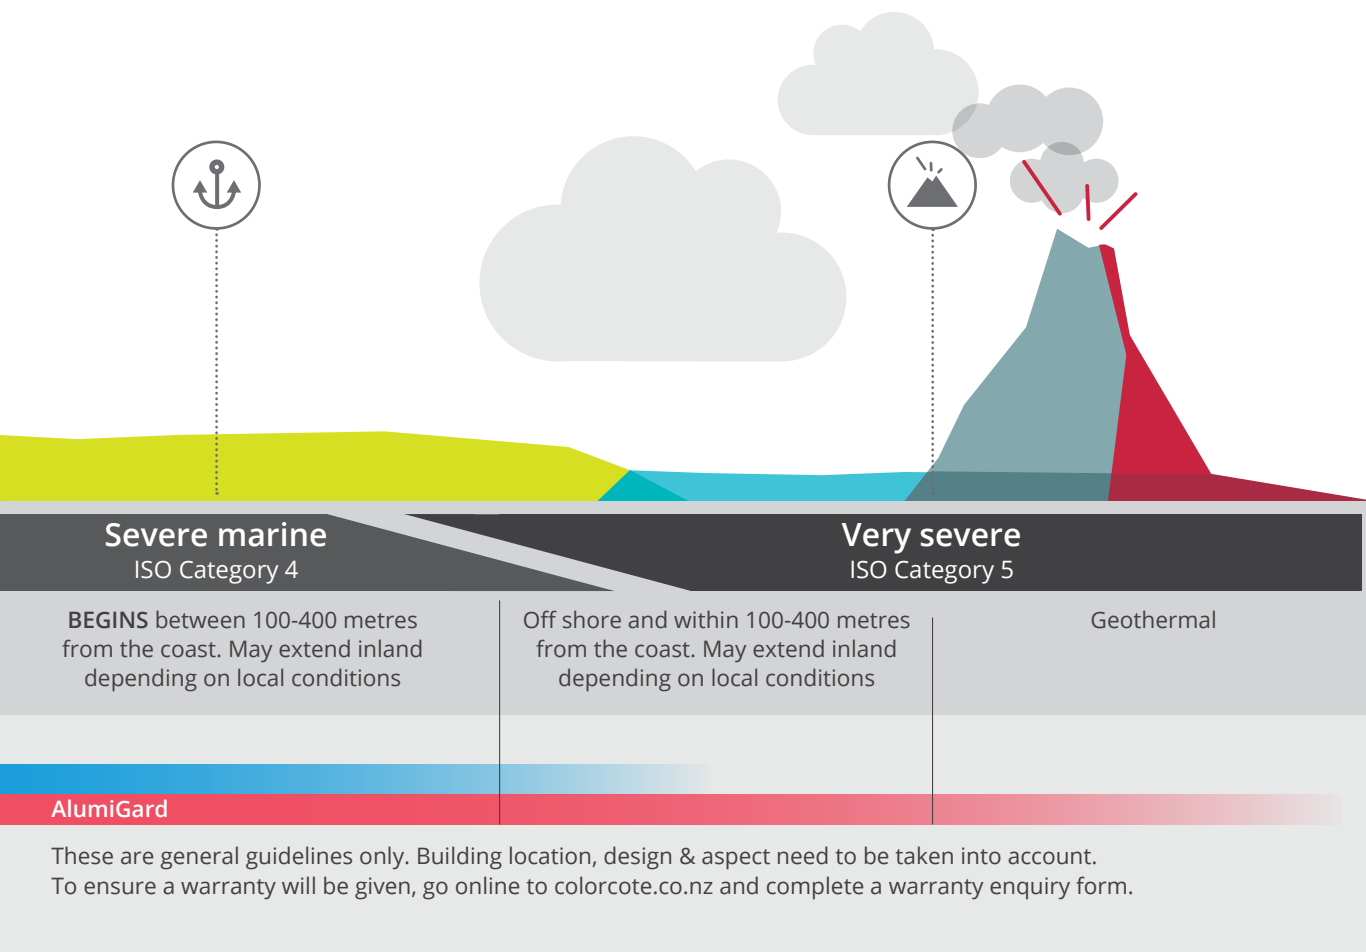 Severe marine
ISO Category 4
Very severe
ISO Category 5
BEGINS between 100-400 metres
from the coast. May extend inland
depending on local conditions
Off shore and within 100-400 metres
from the coast. May extend inland
depending on local conditions
Geothermal
AlumiGard
These are general guidelines only. Building location, design & aspect need to be taken into account.
To ensure a warranty will be given, go online to colorcote.co.nz and complete a warranty enquiry form.